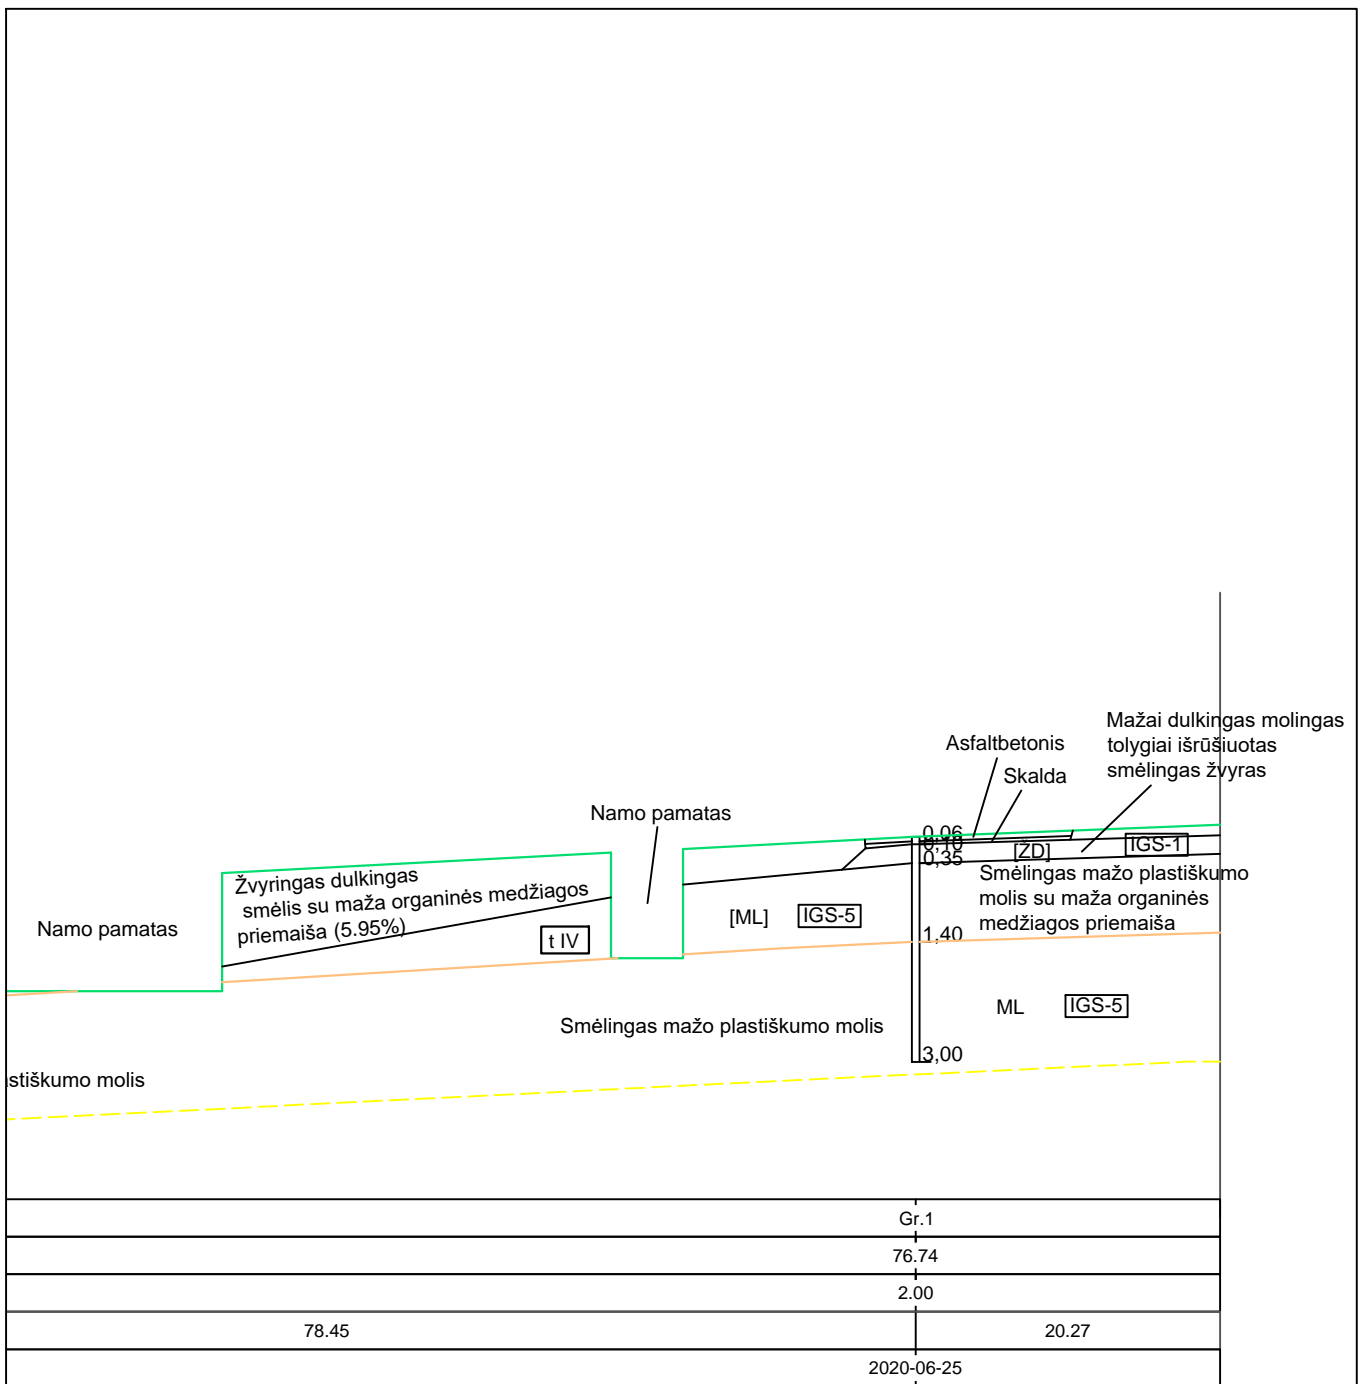 Mažai dulkingas molingas
tolygiai išrūšiuotas
smėlingas žvyras
Asfaltbetonis
Skalda
Namo pamatas
0,06
0,10
0,35
[ŽD]
IGS-1
Žvyringas dulkingas
smėlis su maža organinės medžiagos
priemaiša (5.95%)
Smėlingas mažo plastiškumo
molis su maža organinės
medžiagos priemaiša
Namo pamatas
t IV
[ML]
IGS-5
1,40
Smėlingas mažo plastiškumo molis
ML
IGS-5
3,00
stiškumo molis
Gr.1
76.74
2.00
78.45
20.27
2020-06-25